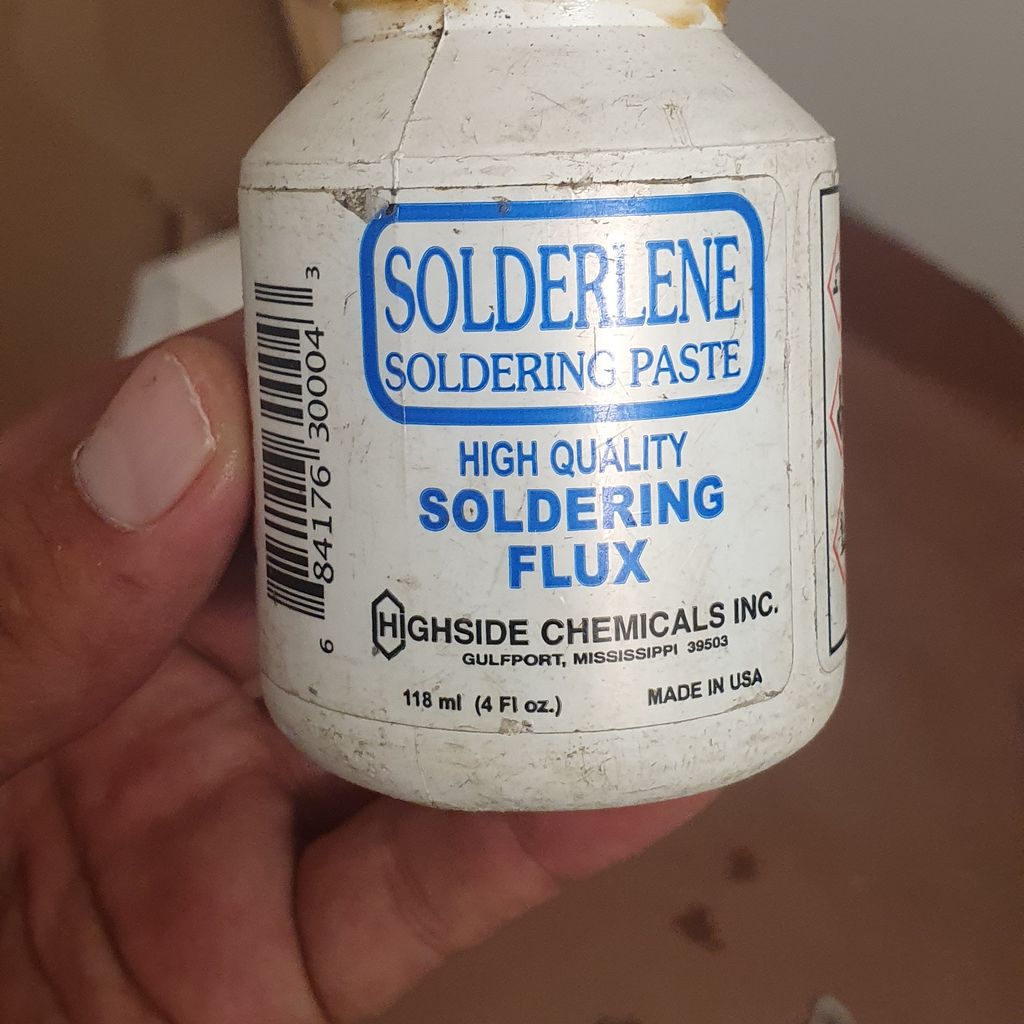 SOLDERLENE
SOLDERING PASTE
HIGH QUALITY
SOLDERING
FLUX
HIGHSIDE CHEMICALS INC.
GULFPORT, MISSISSIPPI 39503
118 ml (4 Fl oz.)
MADE IN USA
6 84176 30004 3